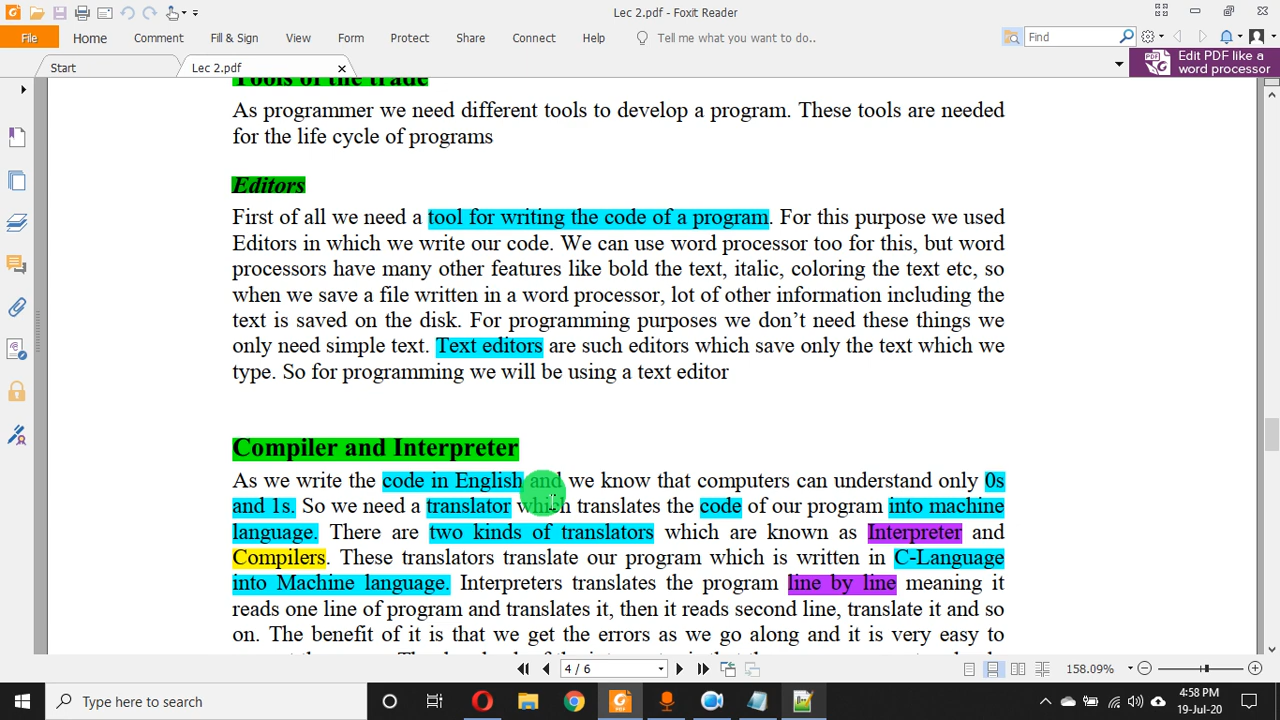 Lec 2.pdf - Foxit Reader
File Home Comment Fill & Sign View Form Protect Share Connect Help Tell me what you want to do.. Find
Start Lec 2.pdf Edit PDF like a
word processor
Tools of the trade
As programmer we need different tools to develop a program. These tools are needed
for the life cycle of programs
Editors
First of all we need a tool for writing the code of a program. For this purpose we used
Editors in which we write our code. We can use word processor too for this, but word
processors have many other features like bold the text, italic, coloring the text etc, so
when we save a file written in a word processor, lot of other information including the
text is saved on the disk. For programming purposes we don't need these things we
only need simple text. Text editors are such editors which save only the text which we
type. So for programming we will be using a text editor
Compiler and Interpreter
As we write the code in English and we know that computers can understand only 0s
and 1s. So we need a translator which translates the code of our program into machine
language. There are two kinds of translators which are known as Interpreter and
Compilers. These translators translate our program which is written in C-Language
into Machine language. Interpreters translates the program line by line meaning it
reads one line of program and translates it, then it reads second line, translate it and so
on. The benefit of it is that we get the errors as we go along and it is very easy to
4 / 6 158.09%
Type here to search
4:58 PM
19-Jul-20